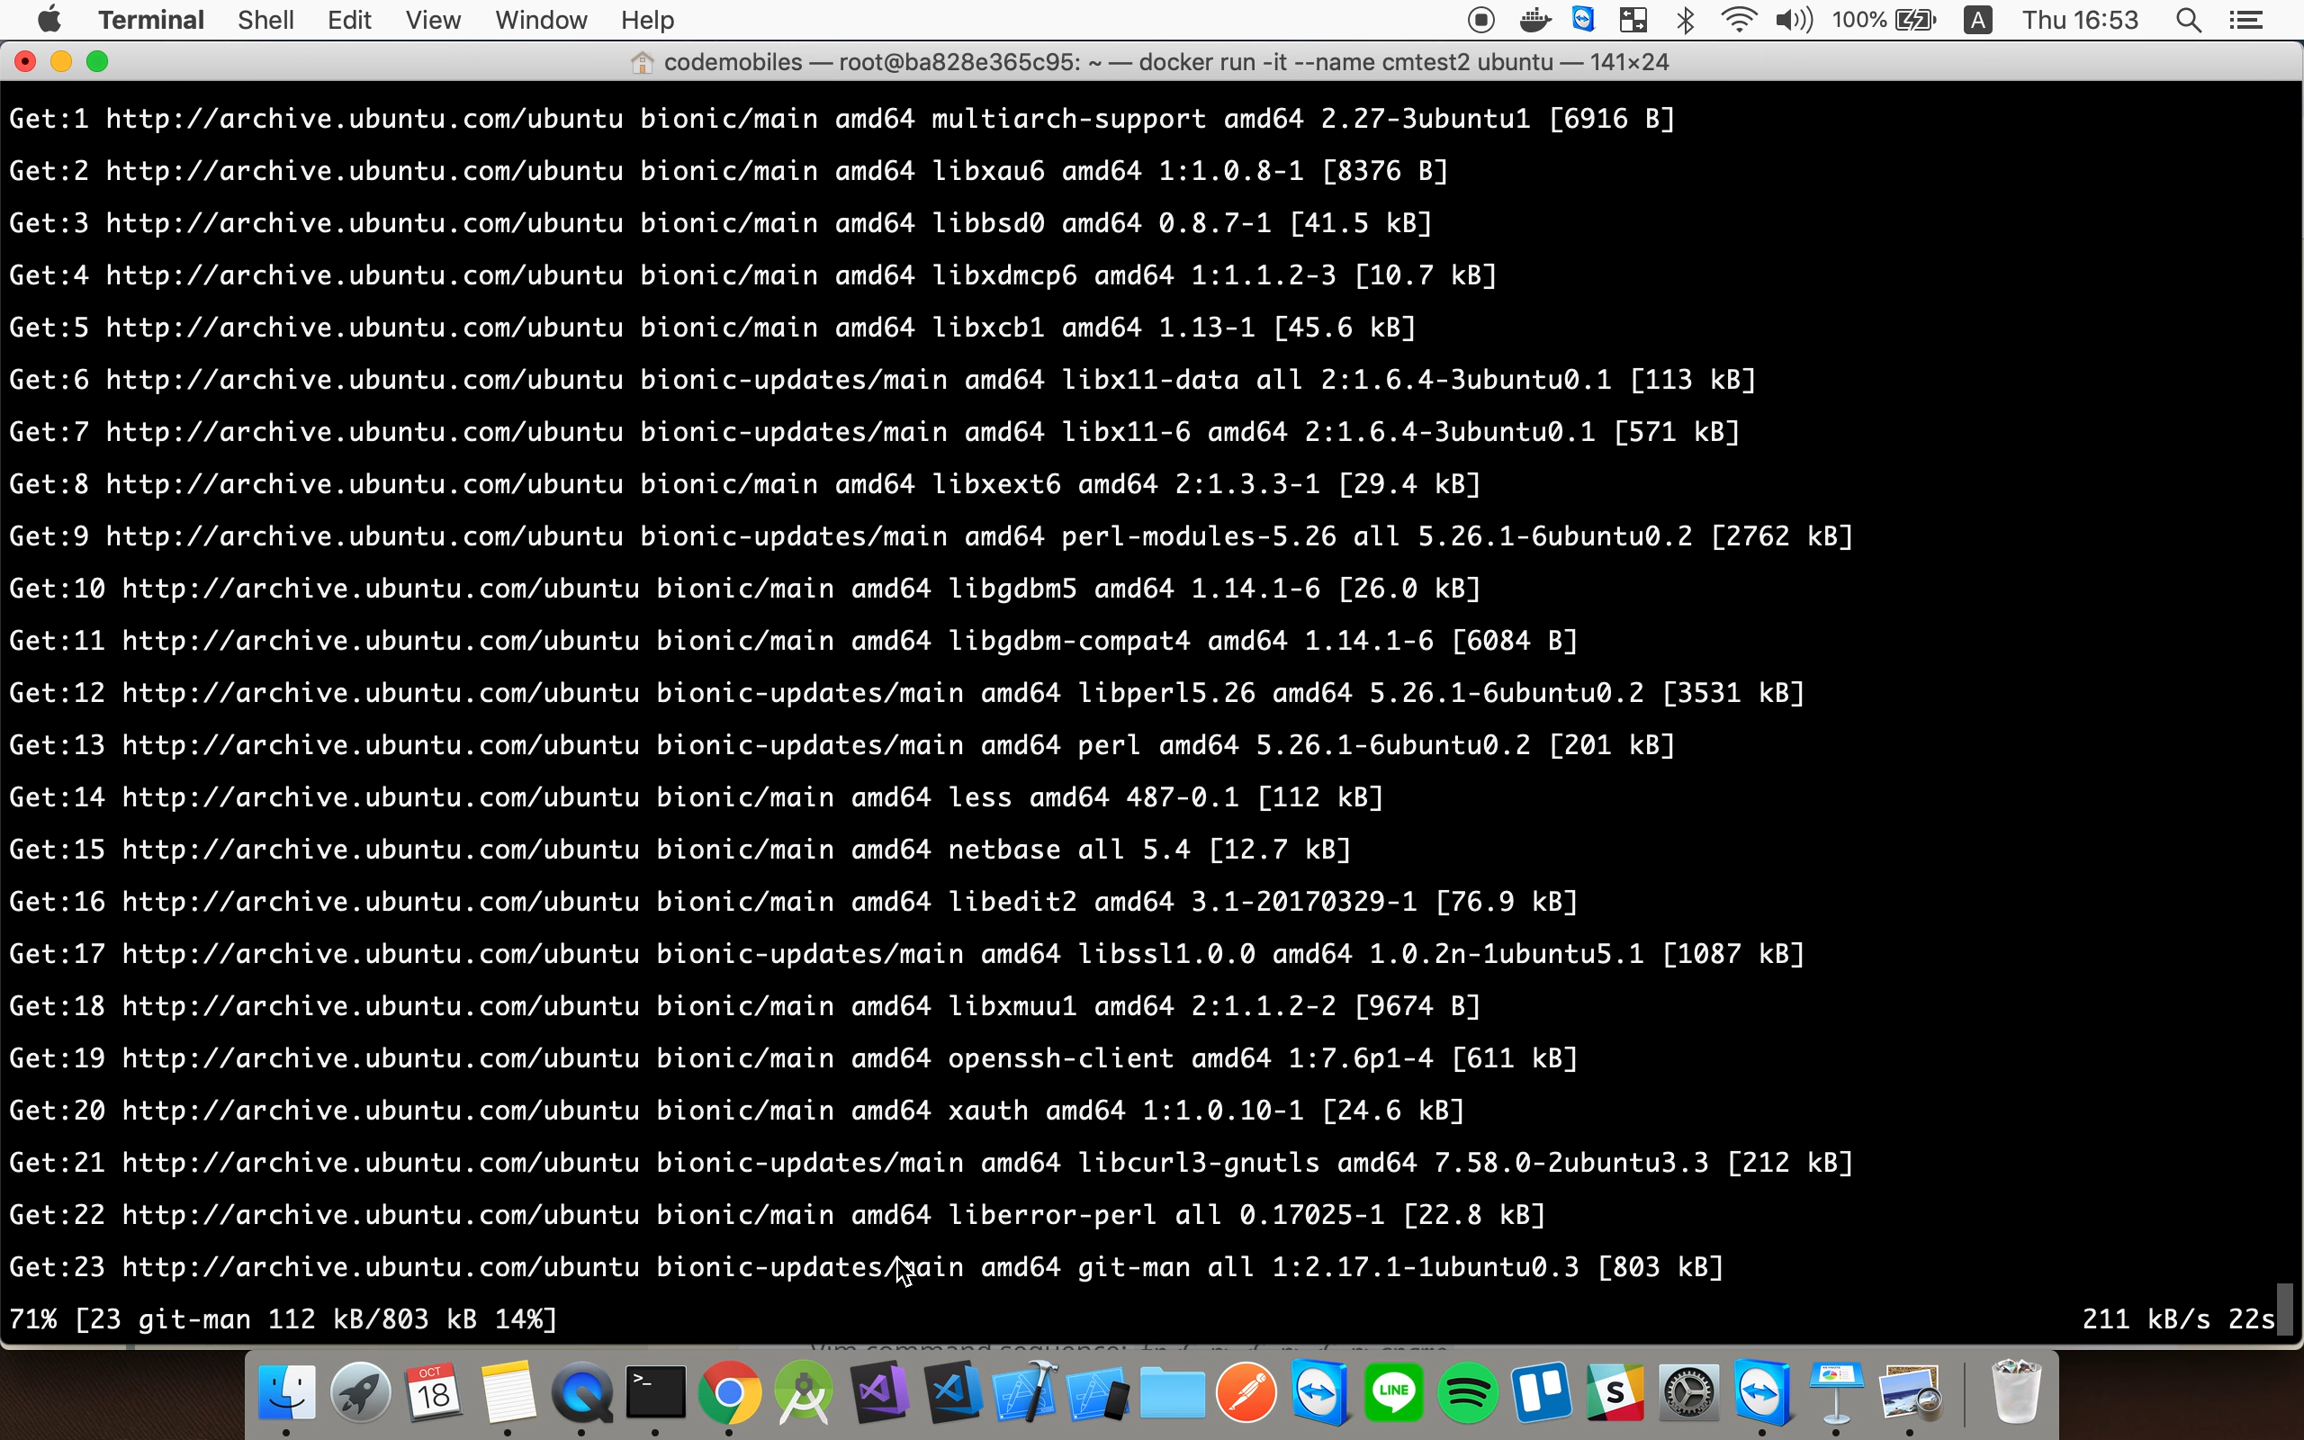 Terminal Shell Edit View Window Help 100% A Thu 16:53
codemobiles — root@ba828e365c95: ~ — docker run -it --name cmtest2 ubuntu — 141×24
Get:1 http://archive.ubuntu.com/ubuntu bionic/main amd64 multiarch-support amd64 2.27-3ubuntu1 [6916 B]
Get:2 http://archive.ubuntu.com/ubuntu bionic/main amd64 libxau6 amd64 1:1.0.8-1 [8376 B]
Get:3 http://archive.ubuntu.com/ubuntu bionic/main amd64 libbsd0 amd64 0.8.7-1 [41.5 kB]
Get:4 http://archive.ubuntu.com/ubuntu bionic/main amd64 libxdmcp6 amd64 1:1.1.2-3 [10.7 kB]
Get:5 http://archive.ubuntu.com/ubuntu bionic/main amd64 libxcb1 amd64 1.13-1 [45.6 kB]
Get:6 http://archive.ubuntu.com/ubuntu bionic-updates/main amd64 libx11-data all 2:1.6.4-3ubuntu0.1 [113 kB]
Get:7 http://archive.ubuntu.com/ubuntu bionic-updates/main amd64 libx11-6 amd64 2:1.6.4-3ubuntu0.1 [571 kB]
Get:8 http://archive.ubuntu.com/ubuntu bionic/main amd64 libxext6 amd64 2:1.3.3-1 [29.4 kB]
Get:9 http://archive.ubuntu.com/ubuntu bionic-updates/main amd64 perl-modules-5.26 all 5.26.1-6ubuntu0.2 [2762 kB]
Get:10 http://archive.ubuntu.com/ubuntu bionic/main amd64 libgdbm5 amd64 1.14.1-6 [26.0 kB]
Get:11 http://archive.ubuntu.com/ubuntu bionic/main amd64 libgdbm-compat4 amd64 1.14.1-6 [6084 B]
Get:12 http://archive.ubuntu.com/ubuntu bionic-updates/main amd64 libperl5.26 amd64 5.26.1-6ubuntu0.2 [3531 kB]
Get:13 http://archive.ubuntu.com/ubuntu bionic-updates/main amd64 perl amd64 5.26.1-6ubuntu0.2 [201 kB]
Get:14 http://archive.ubuntu.com/ubuntu bionic/main amd64 less amd64 487-0.1 [112 kB]
Get:15 http://archive.ubuntu.com/ubuntu bionic/main amd64 netbase all 5.4 [12.7 kB]
Get:16 http://archive.ubuntu.com/ubuntu bionic/main amd64 libedit2 amd64 3.1-20170329-1 [76.9 kB]
Get:17 http://archive.ubuntu.com/ubuntu bionic-updates/main amd64 libssl1.0.0 amd64 1.0.2n-1ubuntu5.1 [1087 kB]
Get:18 http://archive.ubuntu.com/ubuntu bionic/main amd64 libxmuu1 amd64 2:1.1.2-2 [9674 B]
Get:19 http://archive.ubuntu.com/ubuntu bionic/main amd64 openssh-client amd64 1:7.6p1-4 [611 kB]
Get:20 http://archive.ubuntu.com/ubuntu bionic/main amd64 xauth amd64 1:1.0.10-1 [24.6 kB]
Get:21 http://archive.ubuntu.com/ubuntu bionic-updates/main amd64 libcurl3-gnutls amd64 7.58.0-2ubuntu3.3 [212 kB]
Get:22 http://archive.ubuntu.com/ubuntu bionic/main amd64 liberror-perl all 0.17025-1 [22.8 kB]
Get:23 http://archive.ubuntu.com/ubuntu bionic-updates/main amd64 git-man all 1:2.17.1-1ubuntu0.3 [803 kB]
71% [23 git-man 112 kB/803 kB 14%] 211 kB/s 22s
Vim command sequence:
OCT
18
>_
LINE
S